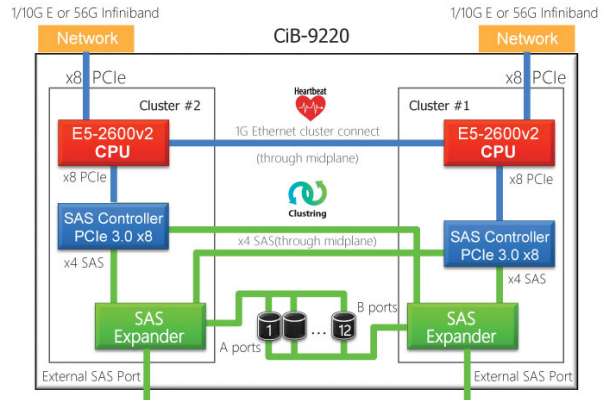 1/10G E or 56G Infiniband
1/10G E or 56G Infiniband
Network
CiB-9220
Network
x8 PCIe
x8 PCIe
Cluster #2
Heartbeat
Cluster #1
E5-2600v2
CPU
1G Ethernet cluster connect
(through midplane)
E5-2600v2
CPU
x8 PCIe
x8 PCIe
Clustring
SAS Controller
PCIe 3.0 x8
x4 SAS(through midplane)
SAS Controller
PCIe 3.0 x8
x4 SAS
x4 SAS
SAS
Expander
B ports
1
...
12
A ports
SAS
Expander
External SAS Port
External SAS Port